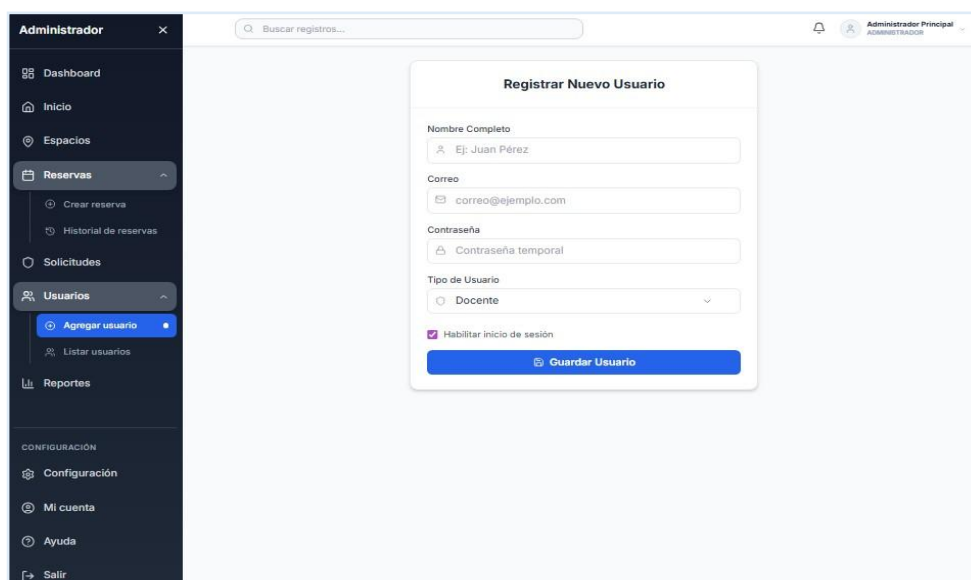 Administrador
Buscar registros...
Administrador Principal
ADMINISTRADOR
Dashboard
Inicio
Espacios
Reservas
Crear reserva
Historial de reservas
Solicitudes
Usuarios
Agregar usuario
Listar usuarios
Reportes
CONFIGURACIÓN
Configuración
Mi cuenta
Ayuda
Salir
Registrar Nuevo Usuario
Nombre Completo
Ej: Juan Pérez
Correo
correo@ejemplo.com
Contraseña
Contraseña temporal
Tipo de Usuario
Docente
Habilitar inicio de sesión
Guardar Usuario